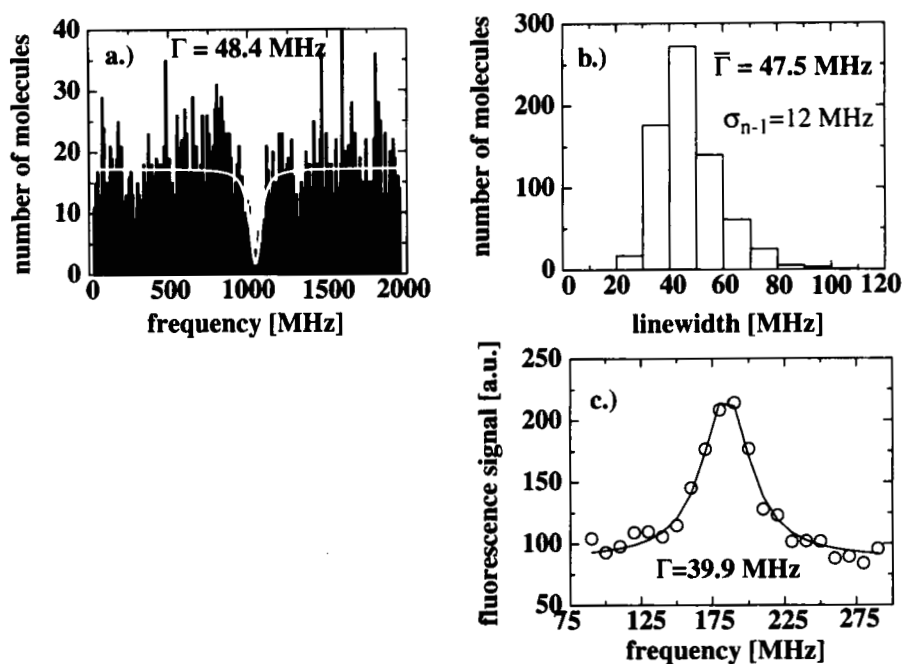 number of molecules
40
30
20
10
0
a.)
Γ = 48.4 MHz
0
500
1000
1500
2000
frequency [MHz]
number of molecules
300
200
100
0
b.)
Γ̄ = 47.5 MHz
σn-1=12 MHz
0
20
40
60
80
100
120
linewidth [MHz]
fluorescence signal [a.u.]
250
200
150
100
50
c.)
Γ=39.9 MHz
75
125
175
225
275
frequency [MHz]